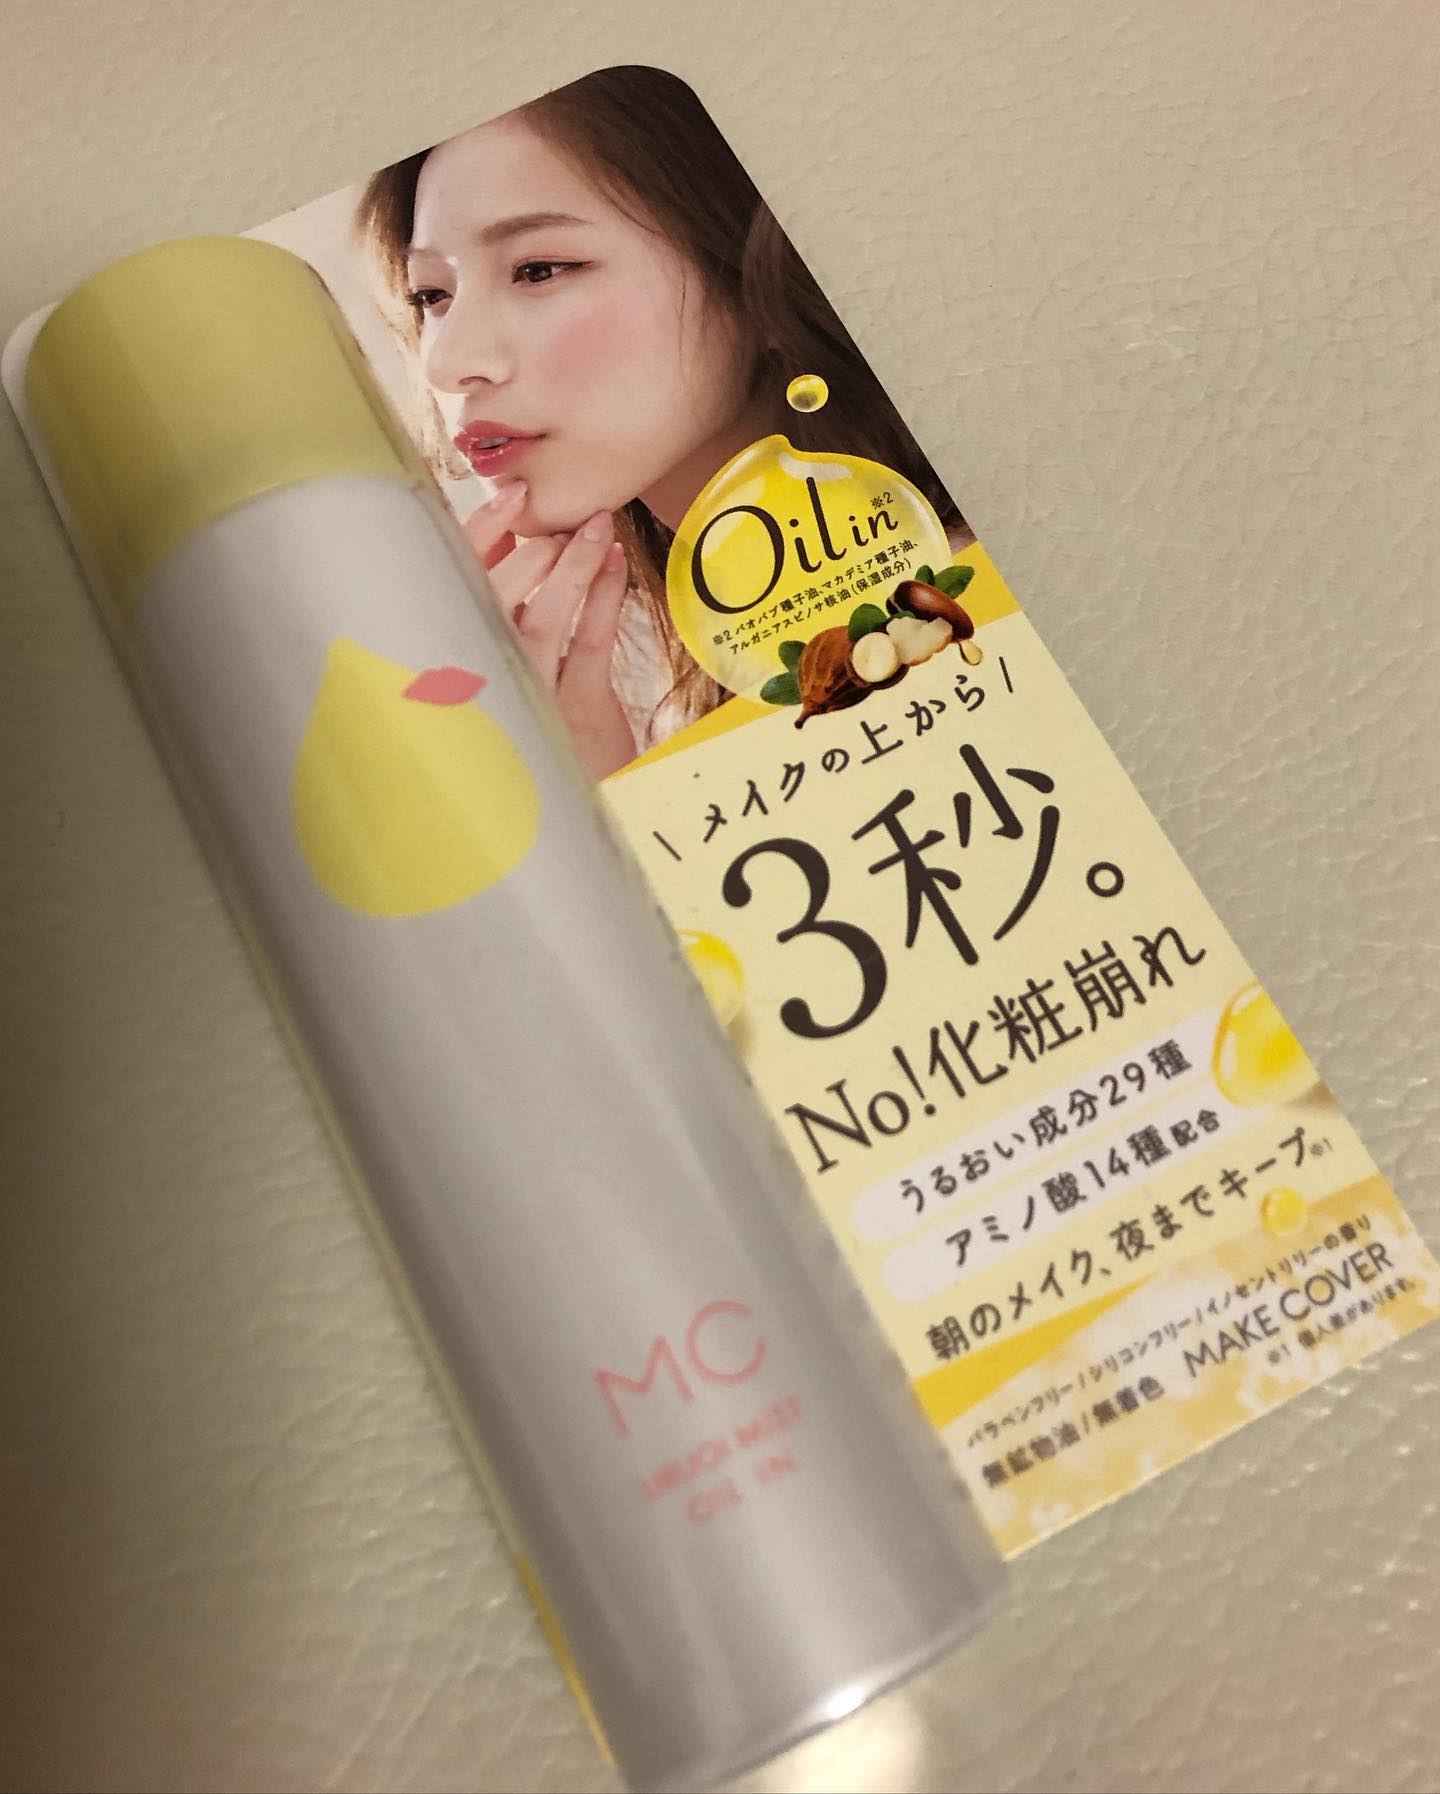 Oil in ※2
※2 バオバブ種子油、マカデミア種子油、
アルガニアスピノサ核油(保湿成分)
\ メイクの上から /
3秒。
No!化粧崩れ
うるおい成分29種
アミノ酸14種配合
朝のメイク、夜までキープ※1
パラベンフリー/シリコンフリー/イノセントリリーの香り
無鉱物油/無着色
MAKE COVER
※1 個人差があります。
MC
URUOI MIST
OIL IN